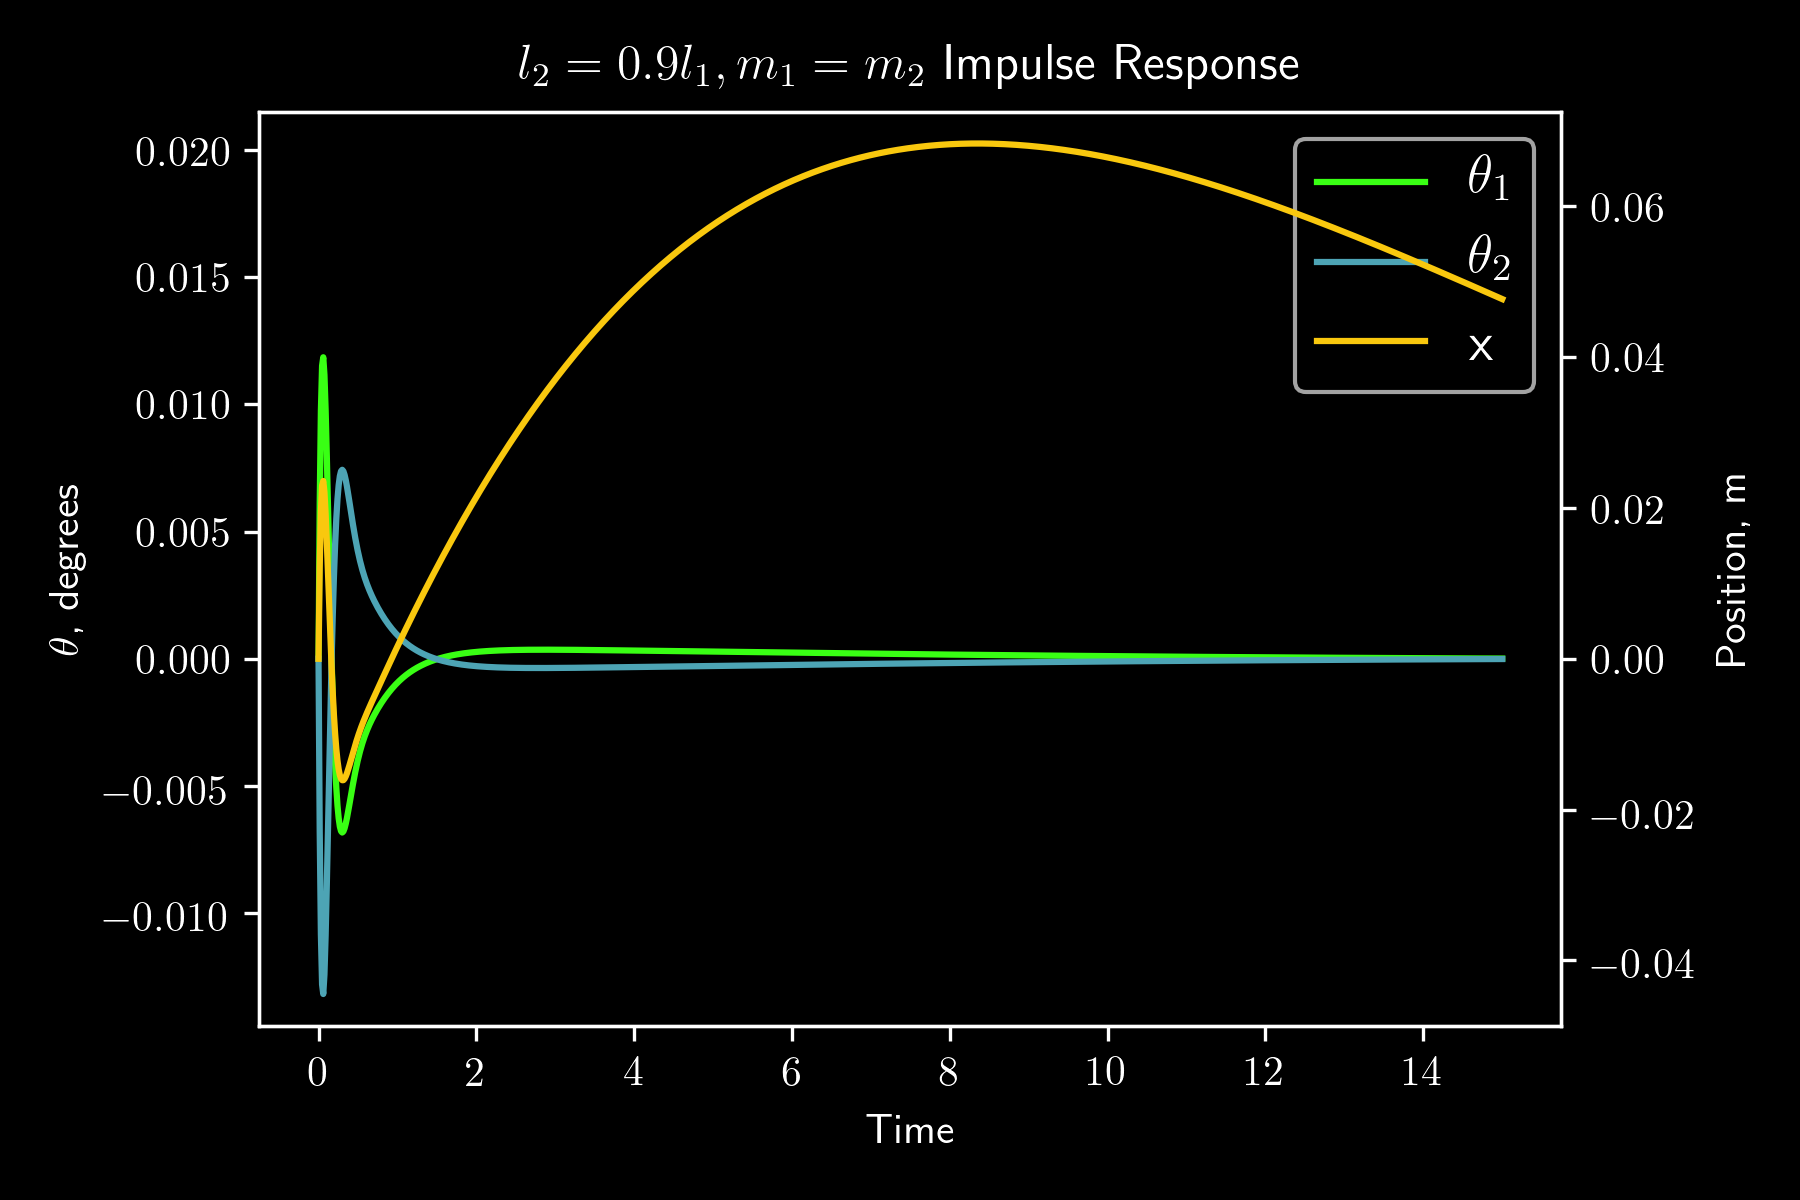 l₂ = 0.9l₁, m₁ = m₂ Impulse Response
θ₁
θ₂
x
0.020
0.015
0.010
0.005
0.000
−0.005
−0.010
θ, degrees
0.06
0.04
0.02
0.00
−0.02
−0.04
Position, m
0 2 4 6 8 10 12 14
Time